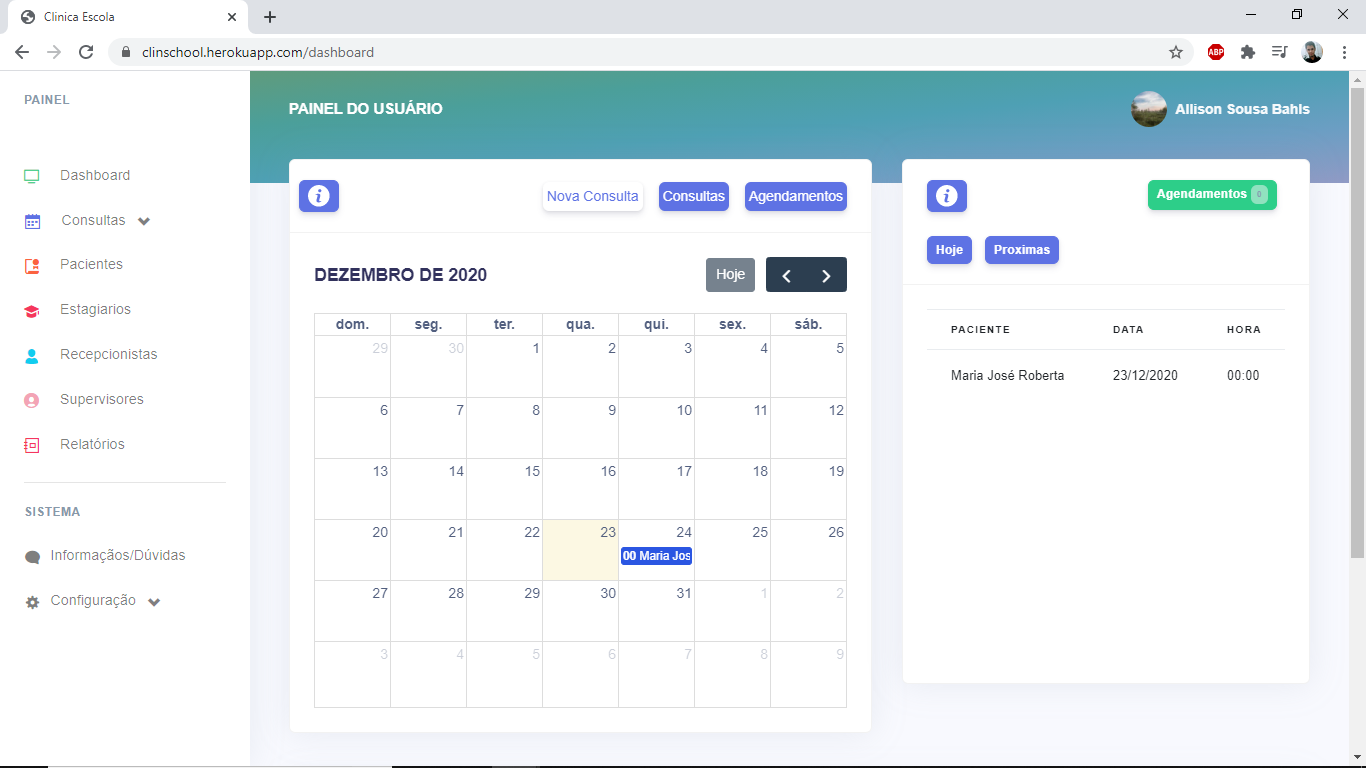 Clinica Escola
clinschool.herokuapp.com/dashboard
ABP
PAINEL
Dashboard
Consultas
Pacientes
Estagiarios
Recepcionistas
Supervisores
Relatórios
SISTEMA
Informaçãos/Dúvidas
Configuração
PAINEL DO USUÁRIO
Allison Sousa Bahls
Nova Consulta Consultas Agendamentos
DEZEMBRO DE 2020
Hoje
dom. seg. ter. qua. qui. sex. sáb.
29 30 1 2 3 4 5
6 7 8 9 10 11 12
13 14 15 16 17 18 19
20 21 22 23 24 25 26
00 Maria Jos
27 28 29 30 31 1 2
3 4 5 6 7 8 9
Agendamentos 0
Hoje Proximas
PACIENTE DATA HORA
Maria José Roberta 23/12/2020 00:00